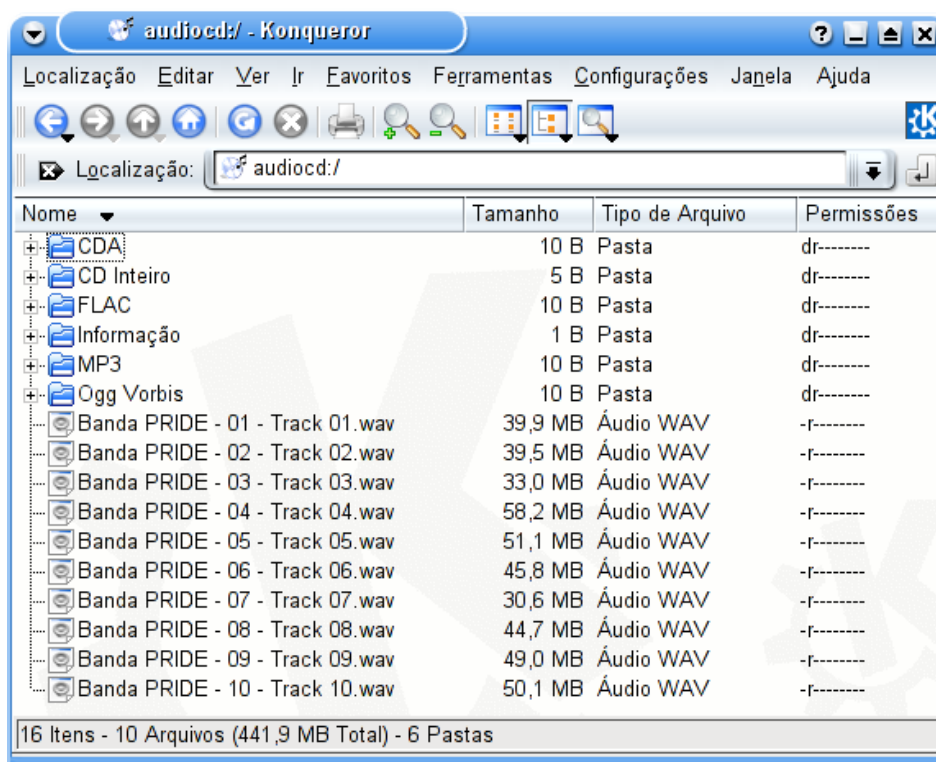 audiocd:/ - Konqueror
Localização Editar Ver Ir Favoritos Ferramentas Configurações Janela Ajuda
Localização: audiocd:/
Nome Tamanho Tipo de Arquivo Permissões
CDA 10 B Pasta dr--------
CD Inteiro 5 B Pasta dr--------
FLAC 10 B Pasta dr--------
Informação 1 B Pasta dr--------
MP3 10 B Pasta dr--------
Ogg Vorbis 10 B Pasta dr--------
Banda PRIDE - 01 - Track 01.wav 39,9 MB Áudio WAV -r--------
Banda PRIDE - 02 - Track 02.wav 39,5 MB Áudio WAV -r--------
Banda PRIDE - 03 - Track 03.wav 33,0 MB Áudio WAV -r--------
Banda PRIDE - 04 - Track 04.wav 58,2 MB Áudio WAV -r--------
Banda PRIDE - 05 - Track 05.wav 51,1 MB Áudio WAV -r--------
Banda PRIDE - 06 - Track 06.wav 45,8 MB Áudio WAV -r--------
Banda PRIDE - 07 - Track 07.wav 30,6 MB Áudio WAV -r--------
Banda PRIDE - 08 - Track 08.wav 44,7 MB Áudio WAV -r--------
Banda PRIDE - 09 - Track 09.wav 49,0 MB Áudio WAV -r--------
Banda PRIDE - 10 - Track 10.wav 50,1 MB Áudio WAV -r--------
16 Itens - 10 Arquivos (441,9 MB Total) - 6 Pastas